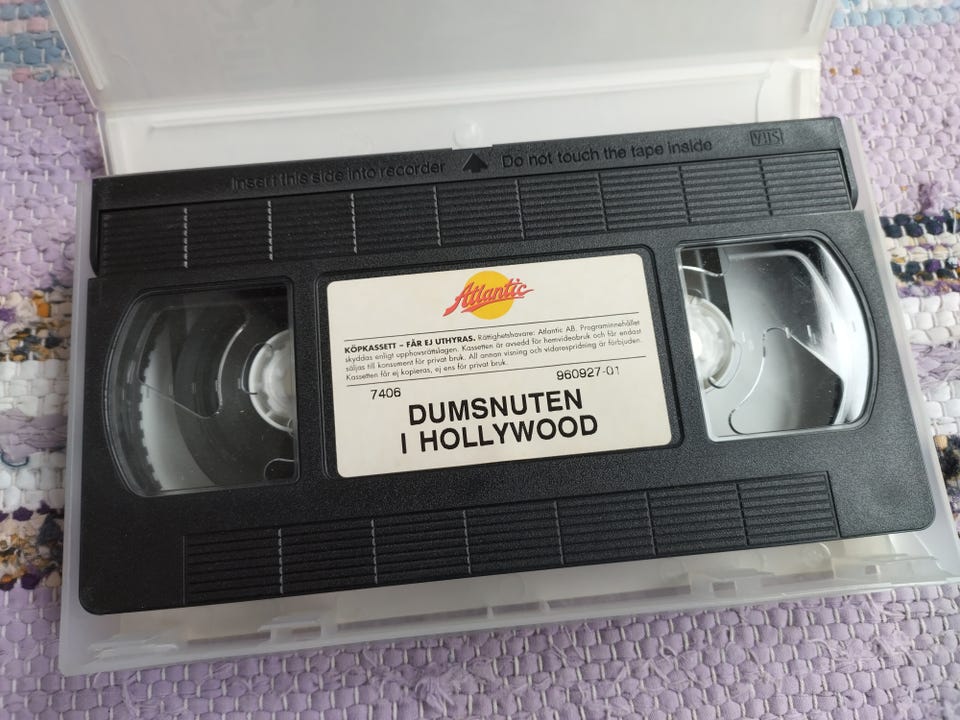 Insert this side into recorder Do not touch the tape inside VHS
Atlantic
KÖPKASSETT – FÅR EJ UTHYRAS. Rättighetshavare: Atlantic AB. Programinnehållet
skyddas enligt upphovsrättslagen. Kassetten är avsedd för hemvideobruk och får endast
säljas till konsument för privat bruk. All annan visning och vidarespridning är förbjuden.
Kassetten får ej kopieras, ej ens för privat bruk.
7406 960927-01
DUMSNUTEN
I HOLLYWOOD